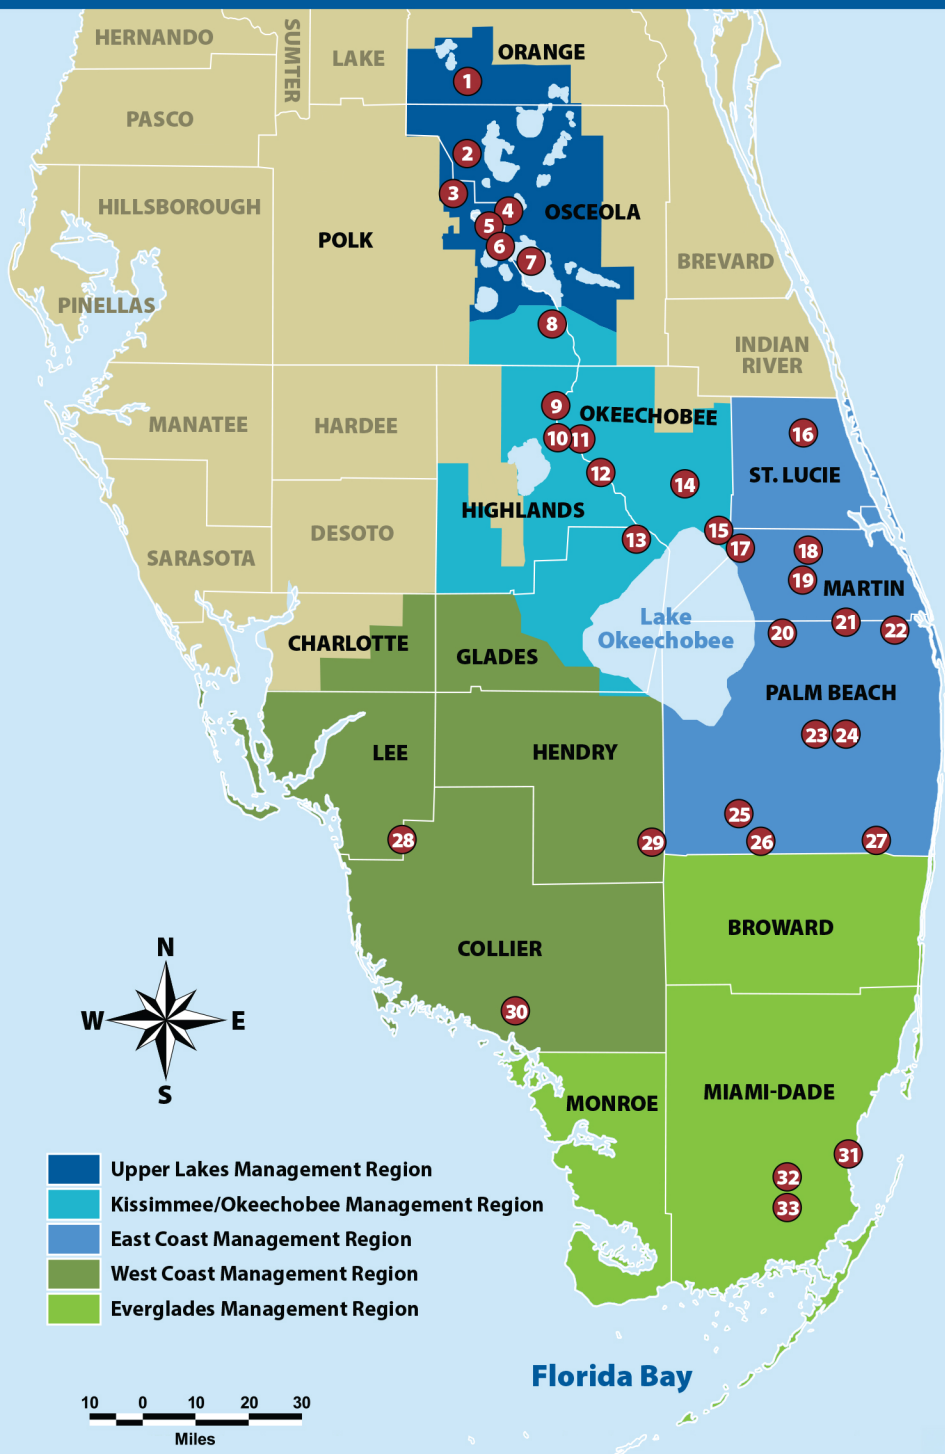 HERNANDO
SUMTER
LAKE
ORANGE
1
PASCO
2
3
HILLSBOROUGH
4
OSCEOLA
5
POLK
6
7
BREVARD
PINELLAS
8
INDIAN
RIVER
9
OKEECHOBEE
MANATEE
HARDEE
10
11
16
12
ST. LUCIE
14
HIGHLANDS
DESOTO
15
13
17
18
SARASOTA
19
MARTIN
Lake
Okeechobee
21
22
20
CHARLOTTE
GLADES
PALM BEACH
23
24
LEE
HENDRY
25
28
29
26
27
BROWARD
COLLIER
N
30
W
E
S
MIAMI-DADE
MONROE
31
32
33
Upper Lakes Management Region
Kissimmee/Okeechobee Management Region
East Coast Management Region
West Coast Management Region
Everglades Management Region
Florida Bay
10 0 10 20 30
Miles